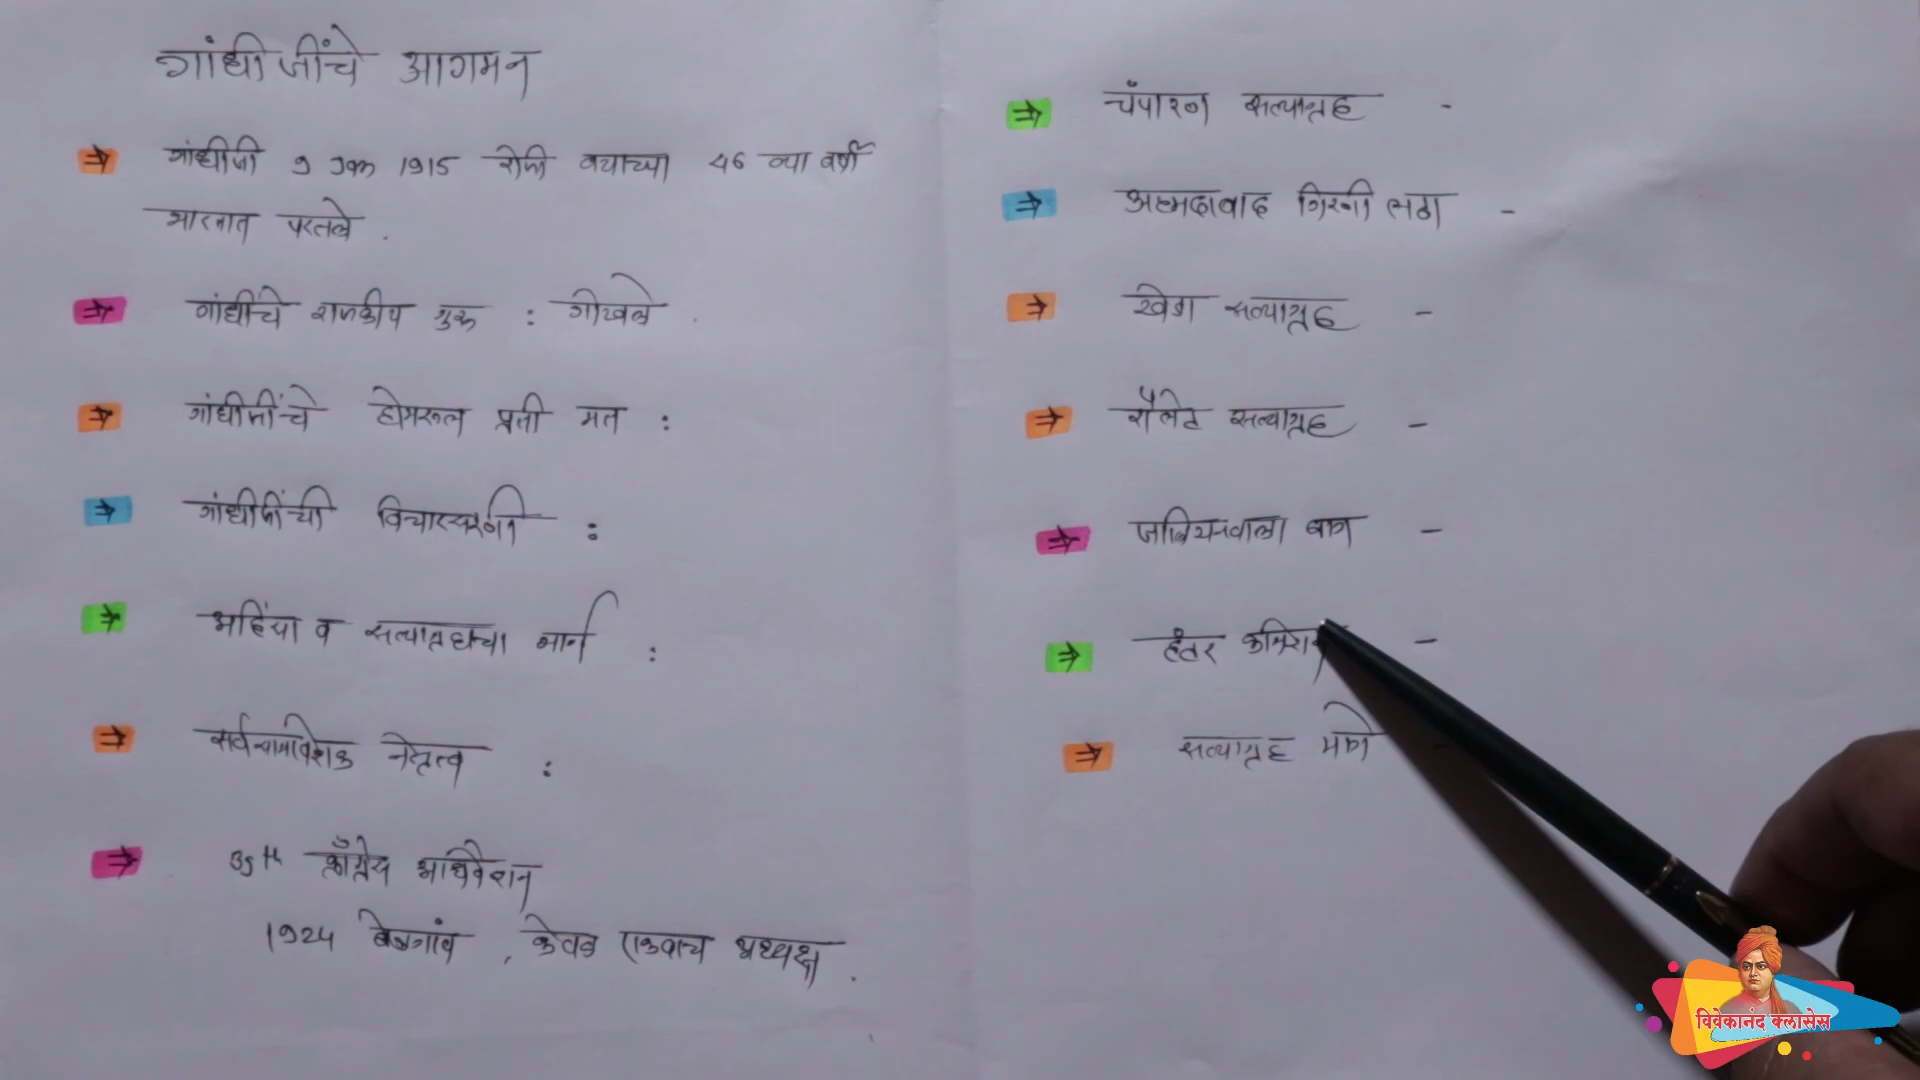 गांधीजींचे आगमन
⇒ गांधीजी 9 जाने 1915 रोजी वयाच्या 46 व्या वर्षी
भारतात परतले .
⇒ गांधींचे राजकीय गुरू : गोखले .
⇒ गांधीजींचे होमरूल प्रती मत :
⇒ गांधीजींची विचारसरणी :
⇒ अहिंसा व सत्याग्रहाचा मार्ग :
⇒ सर्वसमावेशक नेतृत्व :
⇒ 39th काँग्रेस अधिवेशन
1924 बेळगांव , केवळ एकदाच अध्यक्ष .
⇒ चंपारण सत्याग्रह -
⇒ अहमदाबाद गिरणी लढा -
⇒ खेडा सत्याग्रह -
⇒ रौलेट सत्याग्रह -
⇒ जालियनवाला बाग -
⇒ हंटर कमिशन -
⇒ सत्याग्रह मागे -
विवेकानंद क्लासेस